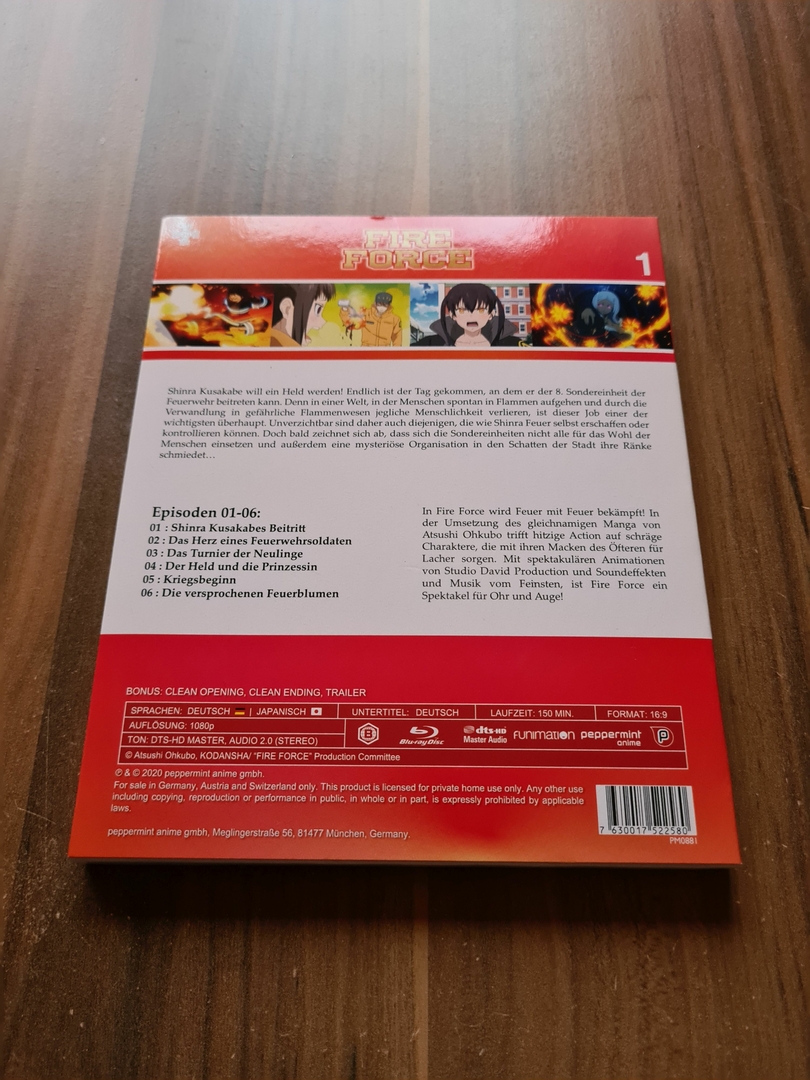 FIRE
FORCE
1
Shinra Kusakabe will ein Held werden! Endlich ist der Tag gekommen, an dem er der 8. Sondereinheit der
Feuerwehr beitreten kann. Denn in einer Welt, in der Menschen spontan in Flammen aufgehen und durch die
Verwandlung in gefährliche Flammenwesen jegliche Menschlichkeit verlieren, ist dieser Job einer der
wichtigsten überhaupt. Unverzichtbar sind daher auch diejenigen, die wie Shinra Feuer selbst erschaffen oder
kontrollieren können. Doch bald zeichnet sich ab, dass sich die Sondereinheiten nicht alle für das Wohl der
Menschen einsetzen und außerdem eine mysteriöse Organisation in den Schatten der Stadt ihre Ränke
schmiedet...
Episoden 01-06:
01 : Shinra Kusakabes Beitritt
02 : Das Herz eines Feuerwehrsoldaten
03 : Das Turnier der Neulinge
04 : Der Held und die Prinzessin
05 : Kriegsbeginn
06 : Die versprochenen Feuerblumen
In Fire Force wird Feuer mit Feuer bekämpft! In
der Umsetzung des gleichnamigen Manga von
Atsushi Ohkubo trifft hitzige Action auf schräge
Charaktere, die mit ihren Macken des Öfteren für
Lacher sorgen. Mit spektakulären Animationen
von Studio David Production und Soundeffekten
und Musik vom Feinsten, ist Fire Force ein
Spektakel für Ohr und Auge!
BONUS: CLEAN OPENING, CLEAN ENDING, TRAILER
SPRACHEN: DEUTSCH | JAPANISCH
UNTERTITEL: DEUTSCH
LAUFZEIT: 150 MIN.
FORMAT: 16:9
AUFLÖSUNG: 1080p
TON: DTS-HD MASTER, AUDIO 2.0 (STEREO)
B
Blu-ray Disc
dts-HD
Master Audio
FUNIMATION
peppermint
anime
p
© Atsushi Ohkubo, KODANSHA/ "FIRE FORCE" Production Committee
℗ & © 2020 peppermint anime gmbh.
For sale in Germany, Austria and Switzerland only. This product is licensed for private home use only. Any other use
including copying, reproduction or performance in public, in whole or in part, is expressly prohibited by applicable
laws.
peppermint anime gmbh, Meglingerstraße 56, 81477 München, Germany.
7 630017 522580
PM0881